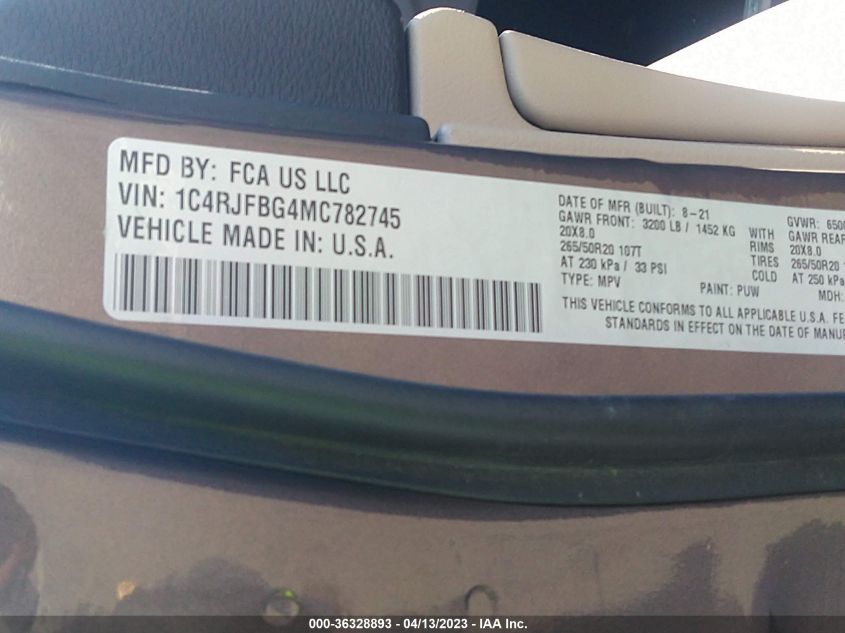 MFD BY: FCA US LLC
VIN: 1C4RJFBG4MC782745
VEHICLE MADE IN: U.S.A.
DATE OF MFR (BUILT): 8-21
GAWR FRONT: 3200 LB / 1452 KG
20X8.0
265/50R20 107T
AT 230 kPa / 33 PSI
TYPE: MPV
WITH
RIMS
TIRES
COLD
GVWR: 650
GAWR REAR
20X8.0
265/50R20
AT 250 kPa
PAINT: PUW
MDH:
THIS VEHICLE CONFORMS TO ALL APPLICABLE U.S.A. FE
STANDARDS IN EFFECT ON THE DATE OF MANU
000-36328893 - 04/13/2023 - IAA Inc.